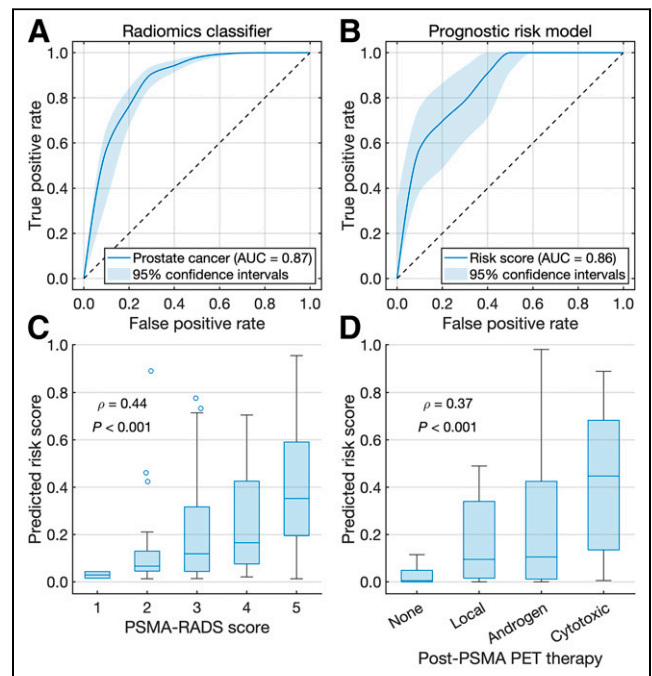 A
Radiomics classifier
1.0
0.8
0.6
0.4
0.2
0.0
True positive rate
Prostate cancer (AUC = 0.87)
95% confidence intervals
0.0 0.2 0.4 0.6 0.8 1.0
False positive rate
B
Prognostic risk model
1.0
0.8
0.6
0.4
0.2
0.0
True positive rate
Risk score (AUC = 0.86)
95% confidence intervals
0.0 0.2 0.4 0.6 0.8 1.0
False positive rate
C
1.0
0.8
0.6
0.4
0.2
0.0
Predicted risk score
ρ = 0.44
P < 0.001
1 2 3 4 5
PSMA-RADS score
D
1.0
0.8
0.6
0.4
0.2
0.0
Predicted risk score
ρ = 0.37
P < 0.001
None Local Androgen Cytotoxic
Post-PSMA PET therapy